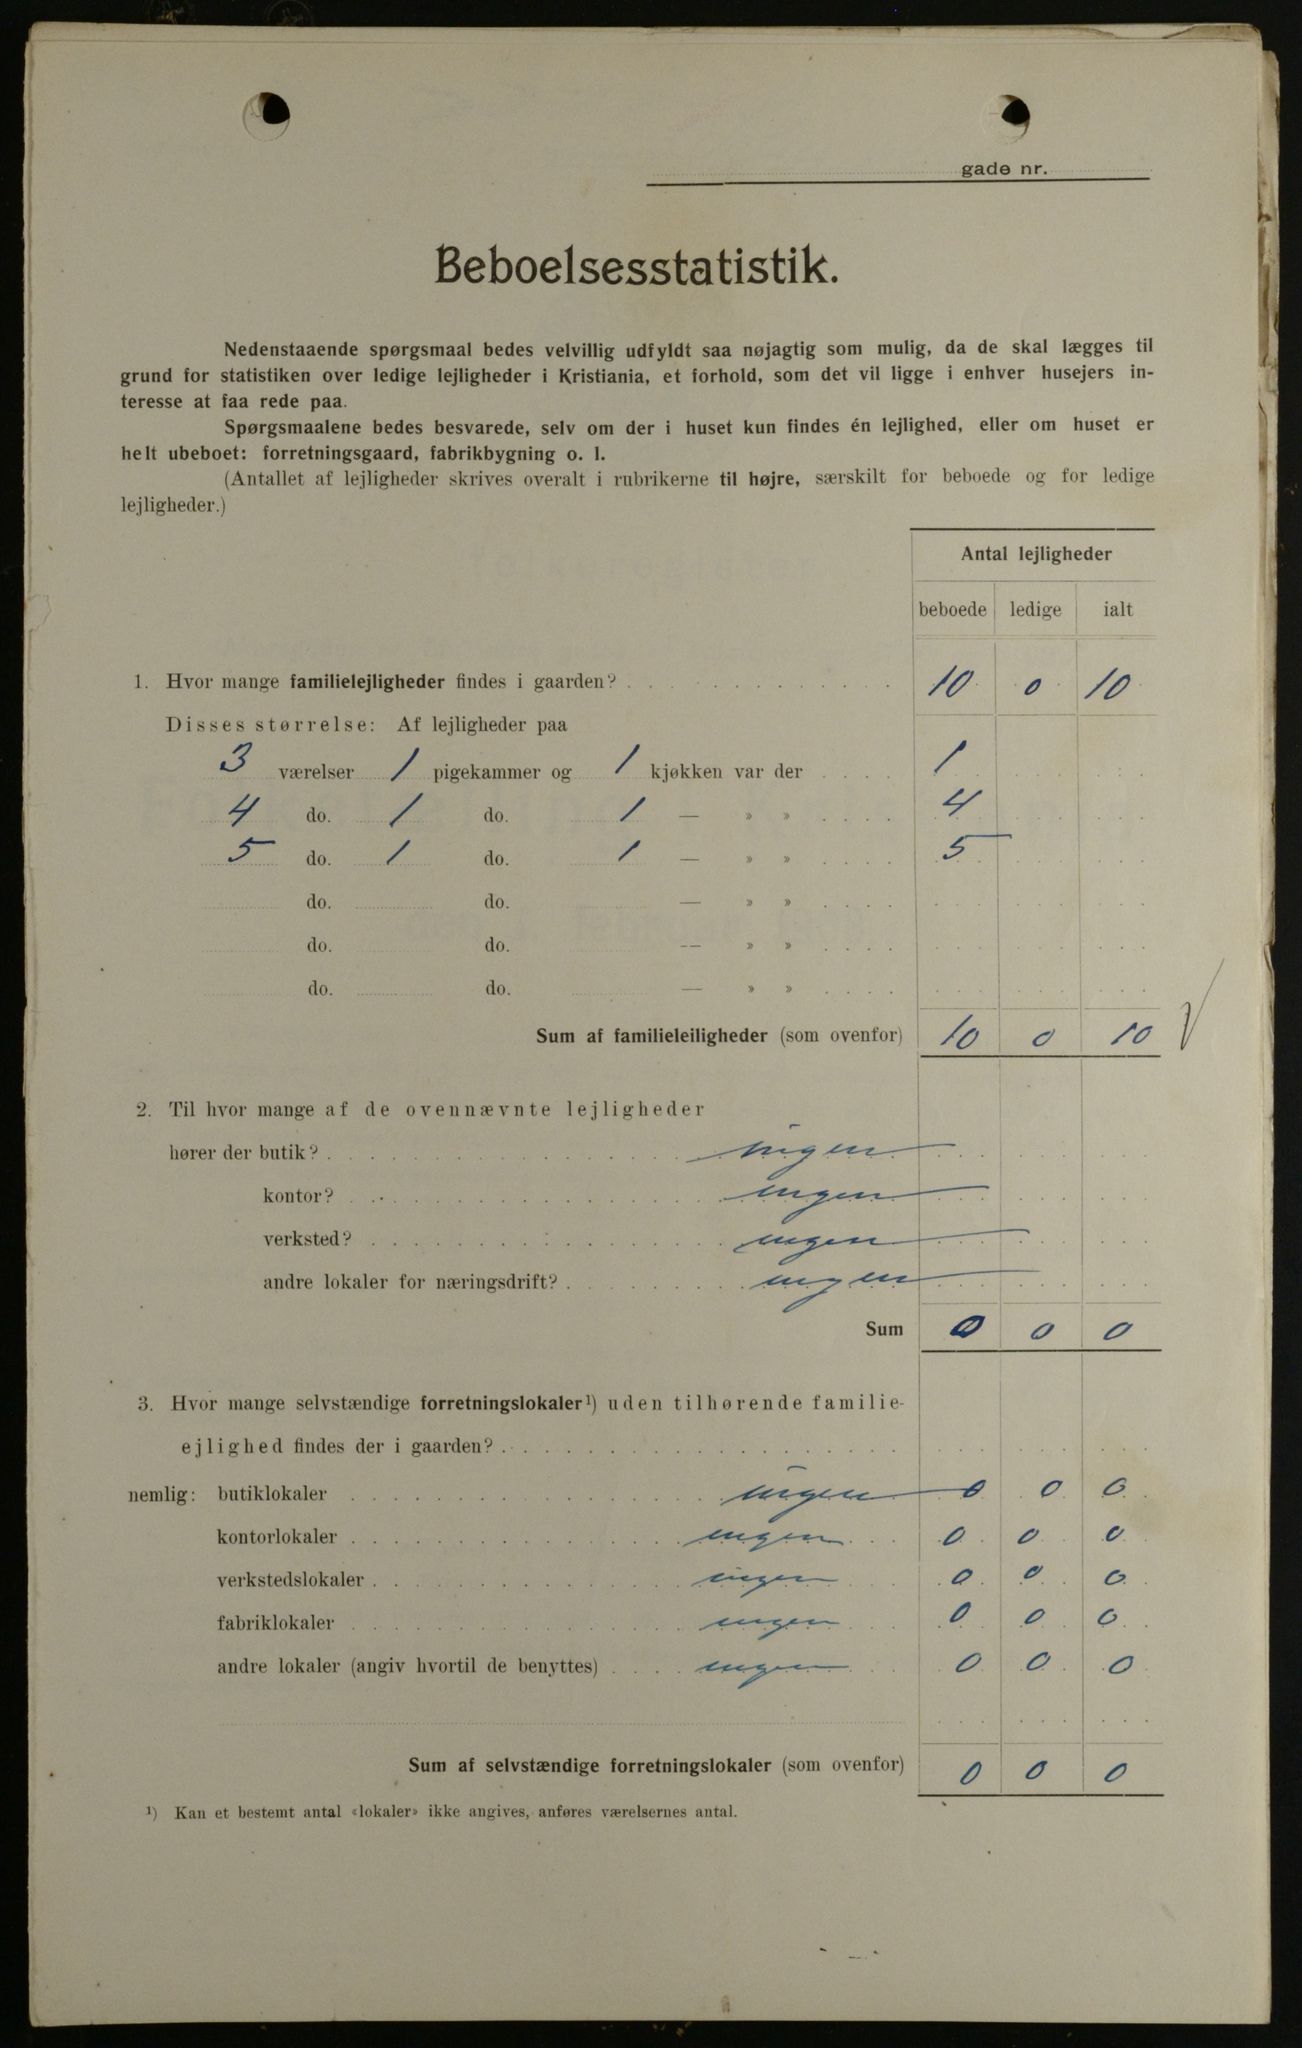 gade nr.
Beboelsesstatistik.
Nedenstaaende spørgsmaal bedes velvillig udfyldt saa nøjagtig som mulig, da de skal lægges til
grund for statistiken over ledige lejligheder i Kristiania, et forhold, som det vil ligge i enhver husejers in-
teresse at faa rede paa.
Spørgsmaalene bedes besvarede, selv om der i huset kun findes én lejlighed, eller om huset er
helt ubeboet: forretningsgaard, fabrikbygning o. l.
(Antallet af lejligheder skrives overalt i rubrikerne til højre, særskilt for beboede og for ledige
lejligheder.)
Antal lejligheder
beboede ledige ialt
1. Hvor mange familielejligheder findes i gaarden? 10 0 10
Disses størrelse: Af lejligheder paa
3 værelser 1 pigekammer og 1 kjøkken var der 1
4 do. 1 do. 1 — » » 4
5 do. 1 do. 1 — » » 5
do. do. — » »
do. do. — » »
do. do. — » »
Sum af familieleiligheder (som ovenfor) 10 0 10
2. Til hvor mange af de ovennævnte lejligheder
hører der butik? ingen
kontor? ingen
verksted? ingen
andre lokaler for næringsdrift? ingen
Sum 0 0 0
3. Hvor mange selvstændige forretningslokaler¹) uden tilhørende familie-
ejlighed findes der i gaarden?
nemlig: butiklokaler ingen 0 0 0
kontorlokaler ingen 0 0 0
verkstedslokaler ingen 0 0 0
fabriklokaler ingen 0 0 0
andre lokaler (angiv hvortil de benyttes) ingen 0 0 0
Sum af selvstændige forretningslokaler (som ovenfor) 0 0 0
¹) Kan et bestemt antal «lokaler» ikke angives, anføres værelsernes antal.